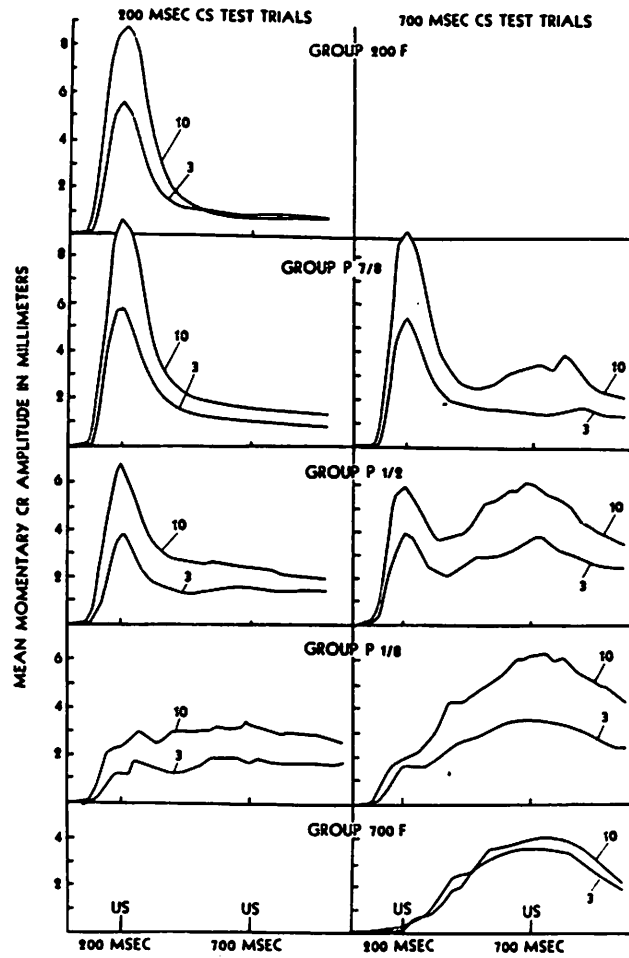 200 MSEC CS TEST TRIALS
700 MSEC CS TEST TRIALS
GROUP 200 F
8
6
4
2
10
3
GROUP P 7/8
8
6
4
2
10
3
10
3
GROUP P 1/2
6
4
2
10
3
10
3
GROUP P 1/8
6
4
2
10
3
10
3
GROUP 700 F
4
2
10
3
US
US
US
US
200 MSEC
700 MSEC
200 MSEC
700 MSEC
MEAN MOMENTARY CR AMPLITUDE IN MILLIMETERS